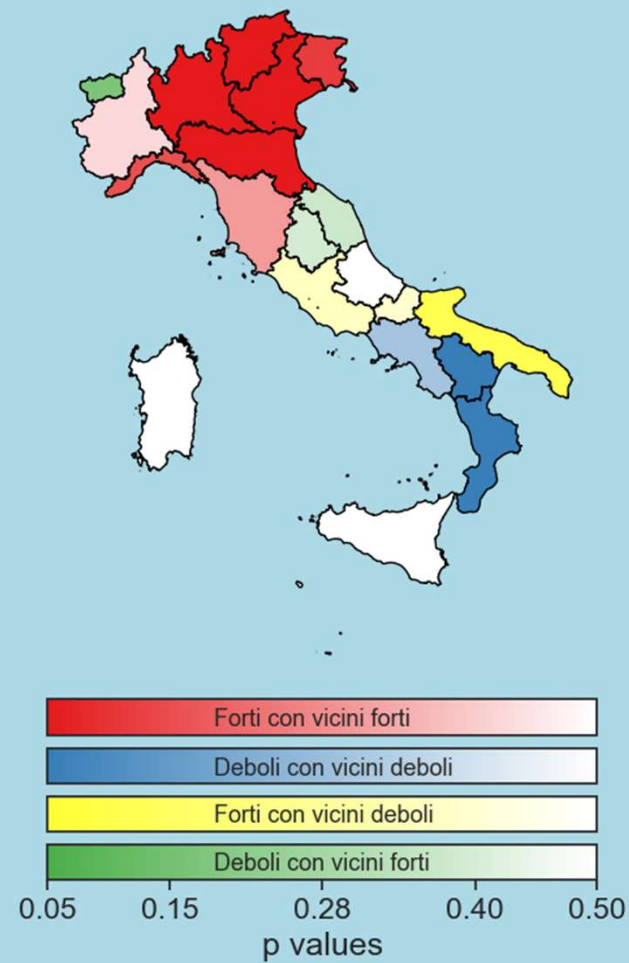 Forti con vicini forti
Deboli con vicini deboli
Forti con vicini deboli
Deboli con vicini forti
0.05 0.15 0.28 0.40 0.50
p values